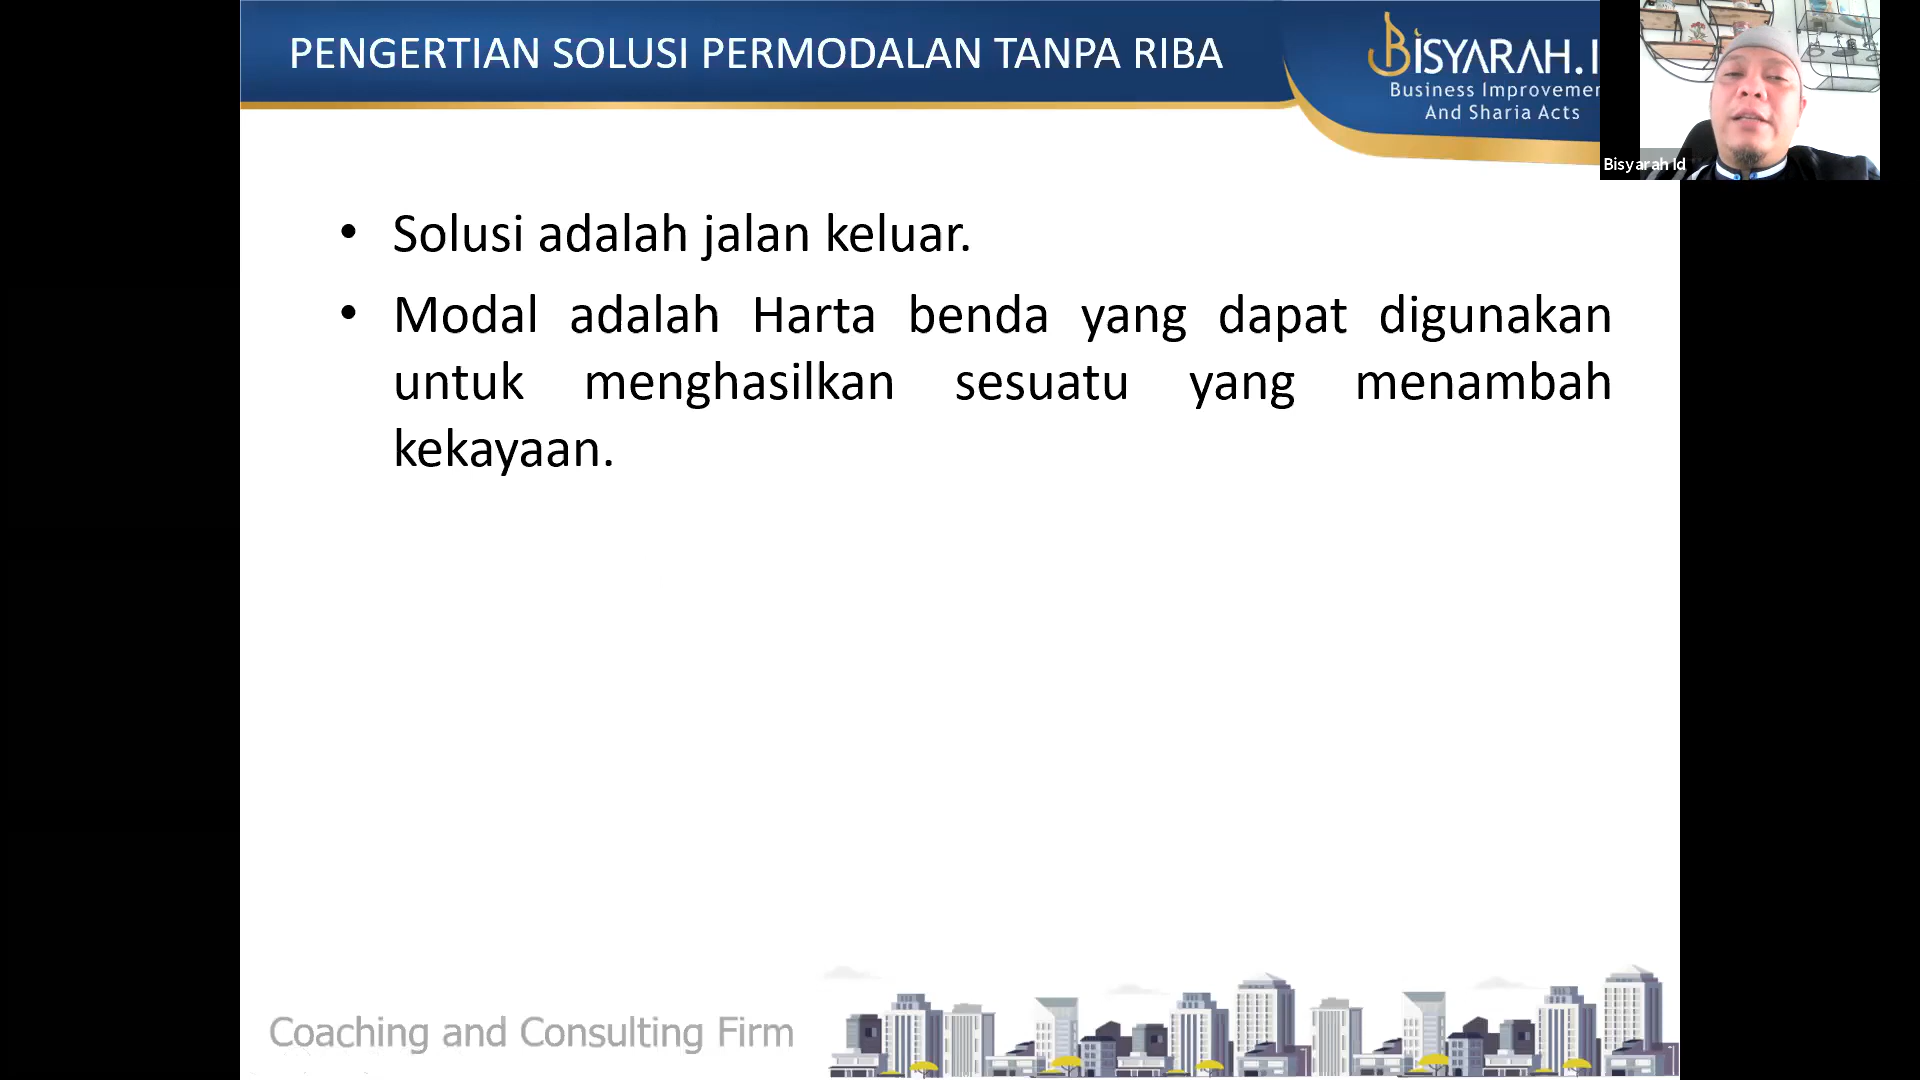 PENGERTIAN SOLUSI PERMODALAN TANPA RIBA
BISYARAH.I
Business Improvemen
And Sharia Acts
Bisyarah Id
• Solusi adalah jalan keluar.
• Modal adalah Harta benda yang dapat digunakan
untuk menghasilkan sesuatu yang menambah
kekayaan.
Coaching and Consulting Firm